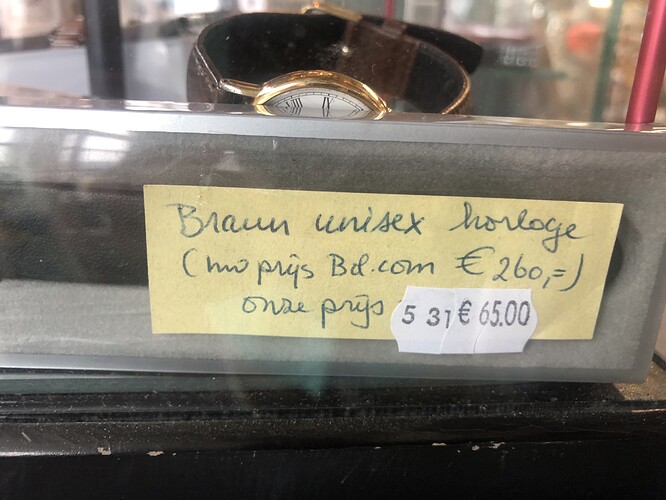 Braun unisex horloge
(nw prijs Bol.com € 260,=)
onze prijs 5 31 € 65.00